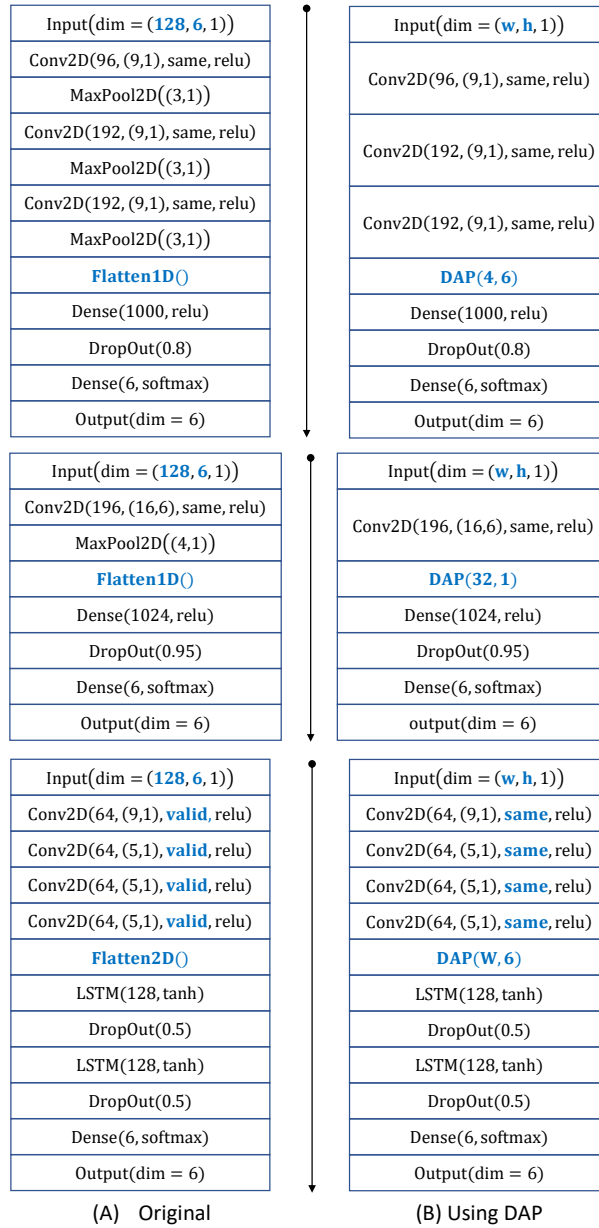 Input(dim = (128, 6, 1))
Conv2D(96, (9,1), same, relu)
MaxPool2D((3,1))
Conv2D(192, (9,1), same, relu)
MaxPool2D((3,1))
Conv2D(192, (9,1), same, relu)
MaxPool2D((3,1))
Flatten1D()
Dense(1000, relu)
DropOut(0.8)
Dense(6, softmax)
Output(dim = 6)
Input(dim = (w, h, 1))
Conv2D(96, (9,1), same, relu)
Conv2D(192, (9,1), same, relu)
Conv2D(192, (9,1), same, relu)
DAP(4, 6)
Dense(1000, relu)
DropOut(0.8)
Dense(6, softmax)
Output(dim = 6)
Input(dim = (128, 6, 1))
Conv2D(196, (16,6), same, relu)
MaxPool2D((4,1))
Flatten1D()
Dense(1024, relu)
DropOut(0.95)
Dense(6, softmax)
Output(dim = 6)
Input(dim = (w, h, 1))
Conv2D(196, (16,6), same, relu)
DAP(32, 1)
Dense(1024, relu)
DropOut(0.95)
Dense(6, softmax)
output(dim = 6)
Input(dim = (128, 6, 1))
Conv2D(64, (9,1), valid, relu)
Conv2D(64, (5,1), valid, relu)
Conv2D(64, (5,1), valid, relu)
Conv2D(64, (5,1), valid, relu)
Flatten2D()
LSTM(128, tanh)
DropOut(0.5)
LSTM(128, tanh)
DropOut(0.5)
Dense(6, softmax)
Output(dim = 6)
Input(dim = (w, h, 1))
Conv2D(64, (9,1), same, relu)
Conv2D(64, (5,1), same, relu)
Conv2D(64, (5,1), same, relu)
Conv2D(64, (5,1), same, relu)
DAP(W, 6)
LSTM(128, tanh)
DropOut(0.5)
LSTM(128, tanh)
DropOut(0.5)
Dense(6, softmax)
Output(dim = 6)
(A) Original
(B) Using DAP